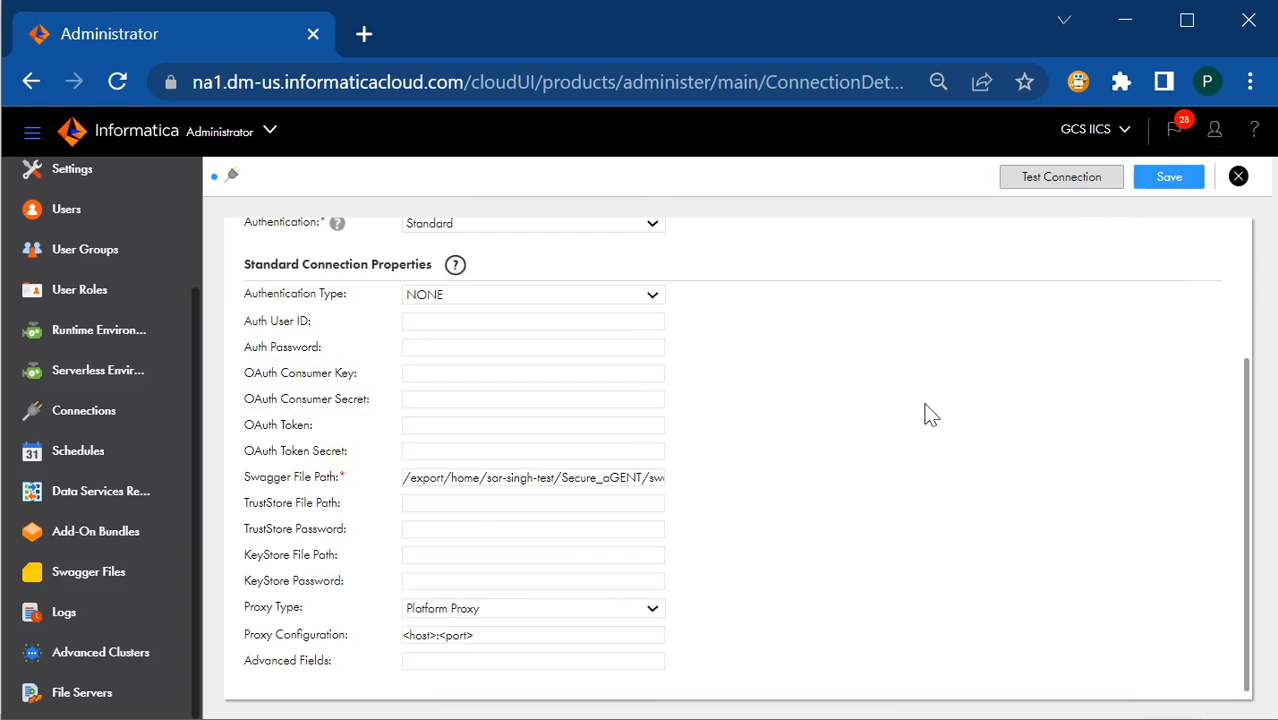 Administrator
na1.dm-us.informaticacloud.com/cloudUI/products/administer/main/ConnectionDet...
P
Informatica Administrator
GCS IICS
28
?
Settings
Users
User Groups
User Roles
Runtime Environ...
Serverless Envir...
Connections
31 Schedules
Data Services Re...
Add-On Bundles
Swagger Files
Logs
Advanced Clusters
File Servers
Test Connection
Save
Authentication:* ? Standard
Standard Connection Properties ?
Authentication Type: NONE
Auth User ID:
Auth Password:
OAuth Consumer Key:
OAuth Consumer Secret:
OAuth Token:
OAuth Token Secret:
Swagger File Path:* /export/home/sar-singh-test/Secure_aGENT/sw
TrustStore File Path:
TrustStore Password:
KeyStore File Path:
KeyStore Password:
Proxy Type: Platform Proxy
Proxy Configuration: <host>:<port>
Advanced Fields: